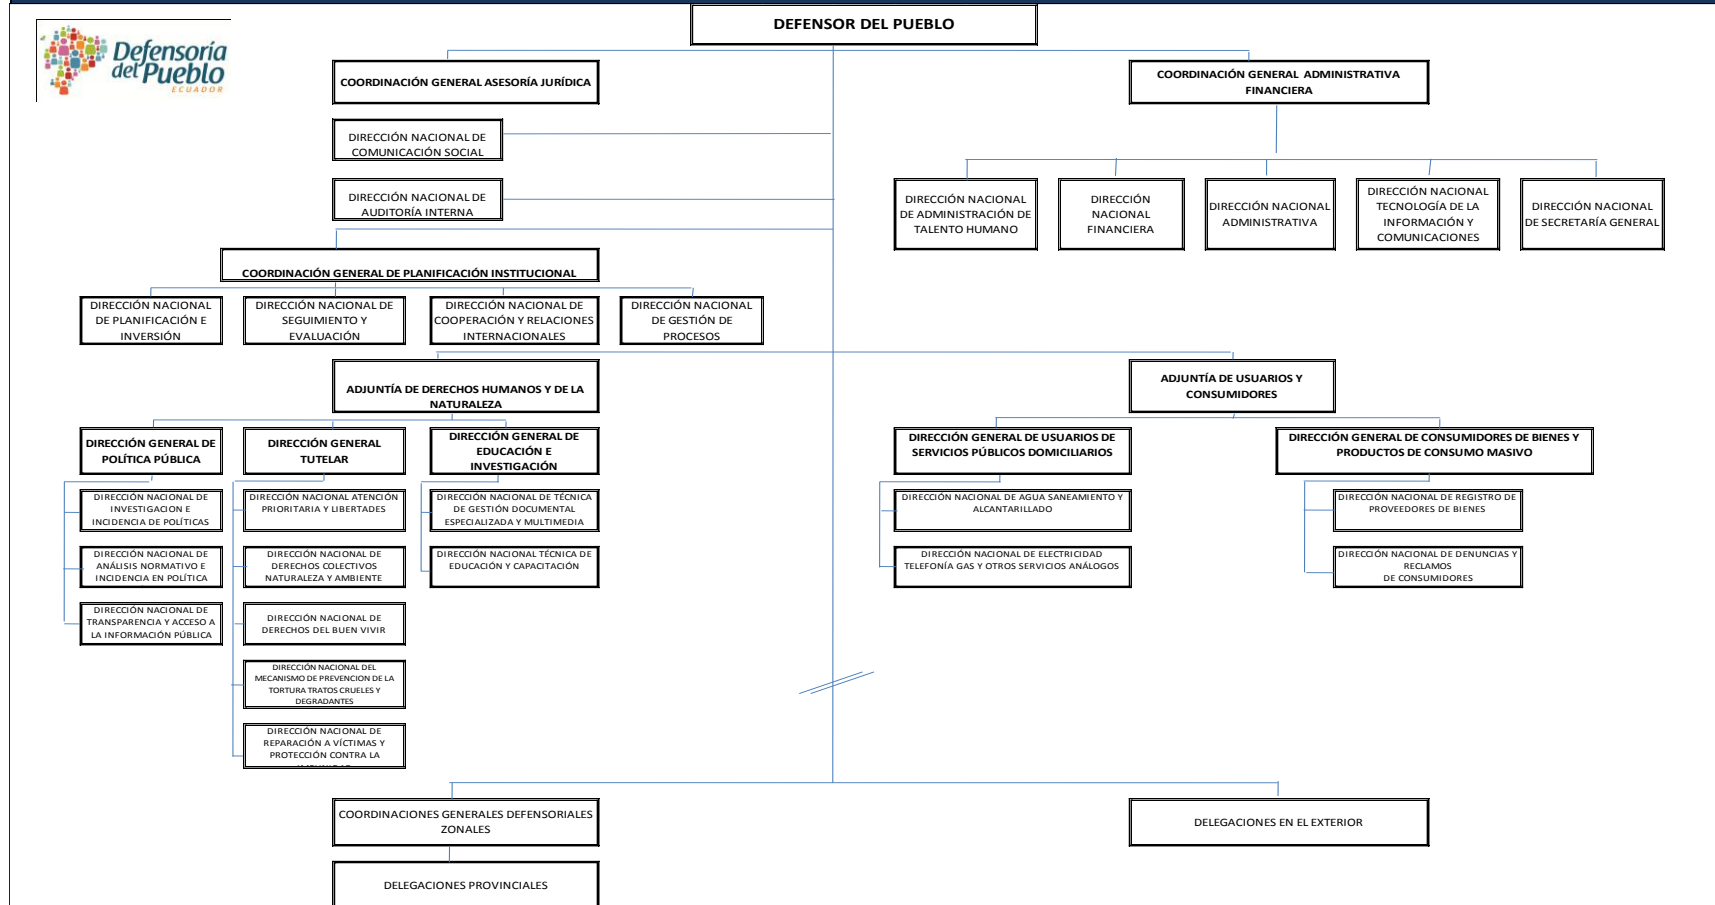 DEFENSOR DEL PUEBLO
Defensoría
del Pueblo
ECUADOR
COORDINACIÓN GENERAL ASESORÍA JURÍDICA
COORDINACIÓN GENERAL ADMINISTRATIVA
FINANCIERA
DIRECCIÓN NACIONAL DE
COMUNICACIÓN SOCIAL
DIRECCIÓN NACIONAL DE
AUDITORÍA INTERNA
DIRECCIÓN NACIONAL
DE ADMINISTRACIÓN DE
TALENTO HUMANO
DIRECCIÓN
NACIONAL
FINANCIERA
DIRECCIÓN NACIONAL
ADMINISTRATIVA
DIRECCIÓN NACIONAL
TECNOLOGÍA DE LA
INFORMACIÓN Y
COMUNICACIONES
DIRECCIÓN NACIONAL
DE SECRETARÍA GENERAL
COORDINACIÓN GENERAL DE PLANIFICACIÓN INSTITUCIONAL
DIRECCIÓN NACIONAL
DE PLANIFICACIÓN E
INVERSIÓN
DIRECCIÓN NACIONAL DE
SEGUIMIENTO Y
EVALUACIÓN
DIRECCIÓN NACIONAL DE
COOPERACIÓN Y RELACIONES
INTERNACIONALES
DIRECCIÓN NACIONAL
DE GESTIÓN DE
PROCESOS
ADJUNTÍA DE DERECHOS HUMANOS Y DE LA
NATURALEZA
ADJUNTÍA DE USUARIOS Y
CONSUMIDORES
DIRECCIÓN GENERAL DE
POLÍTICA PÚBLICA
DIRECCIÓN GENERAL
TUTELAR
DIRECCIÓN GENERAL DE
EDUCACIÓN E
INVESTIGACIÓN
DIRECCIÓN GENERAL DE USUARIOS DE
SERVICIOS PÚBLICOS DOMICILIARIOS
DIRECCIÓN GENERAL DE CONSUMIDORES DE BIENES Y
PRODUCTOS DE CONSUMO MASIVO
DIRECCIÓN NACIONAL DE
INVESTIGACION E
INCIDENCIA DE POLÍTICAS
DIRECCIÓN NACIONAL ATENCIÓN
PRIORITARIA Y LIBERTADES
DIRECCIÓN NACIONAL DE TÉCNICA
DE GESTIÓN DOCUMENTAL
ESPECIALIZADA Y MULTIMEDIA
DIRECCIÓN NACIONAL DE AGUA SANEAMIENTO Y
ALCANTARILLADO
DIRECCIÓN NACIONAL DE REGISTRO DE
PROVEEDORES DE BIENES
DIRECCIÓN NACIONAL DE
ANÁLISIS NORMATIVO E
INCIDENCIA EN POLÍTICA
DIRECCIÓN NACIONAL DE
DERECHOS COLECTIVOS
NATURALEZA Y AMBIENTE
DIRECCIÓN NACIONAL TÉCNICA DE
EDUCACIÓN Y CAPACITACIÓN
DIRECCIÓN NACIONAL DE ELECTRICIDAD
TELEFONÍA GAS Y OTROS SERVICIOS ANÁLOGOS
DIRECCIÓN NACIONAL DE DENUNCIAS Y
RECLAMOS
DE CONSUMIDORES
DIRECCIÓN NACIONAL DE
TRANSPARENCIA Y ACCESO A
LA INFORMACIÓN PÚBLICA
DIRECCIÓN NACIONAL DE
DERECHOS DEL BUEN VIVIR
DIRECCIÓN NACIONAL DEL
MECANISMO DE PREVENCION DE LA
TORTURA TRATOS CRUELES Y
DEGRADANTES
DIRECCIÓN NACIONAL DE
REPARACIÓN A VÍCTIMAS Y
PROTECCIÓN CONTRA LA
COORDINACIONES GENERALES DEFENSORIALES
ZONALES
DELEGACIONES EN EL EXTERIOR
DELEGACIONES PROVINCIALES